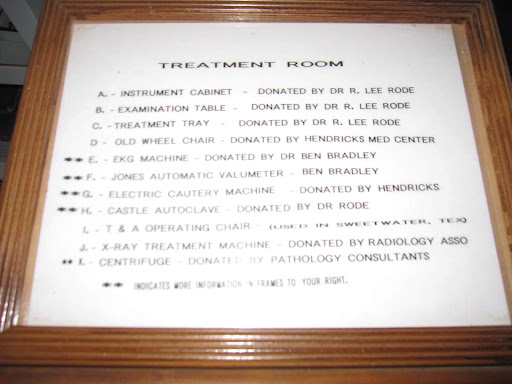 TREATMENT ROOM
A. - INSTRUMENT CABINET - DONATED BY DR R. LEE RODE
B. - EXAMINATION TABLE - DONATED BY DR R. LEE RODE
C. - TREATMENT TRAY - DONATED BY DR R. LEE RODE
D - OLD WHEEL CHAIR - DONATED BY HENDRICKS MED CENTER
** E. - EKG MACHINE - DONATED BY DR BEN BRADLEY
** F. - JONES AUTOMATIC VALUMETER - BEN BRADLEY
** G. - ELECTRIC CAUTERY MACHINE - DONATED BY HENDRICKS
** H. - CASTLE AUTOCLAVE - DONATED BY DR RODE
I. - T & A OPERATING CHAIR - (USED IN SWEETWATER, TEX)
J. - X-RAY TREATMENT MACHINE - DONATED BY RADIOLOGY ASSO
** I. - CENTRIFUGE - DONATED BY PATHOLOGY CONSULTANTS
** INDICATES MORE INFORMATION IN FRAMES TO YOUR RIGHT.